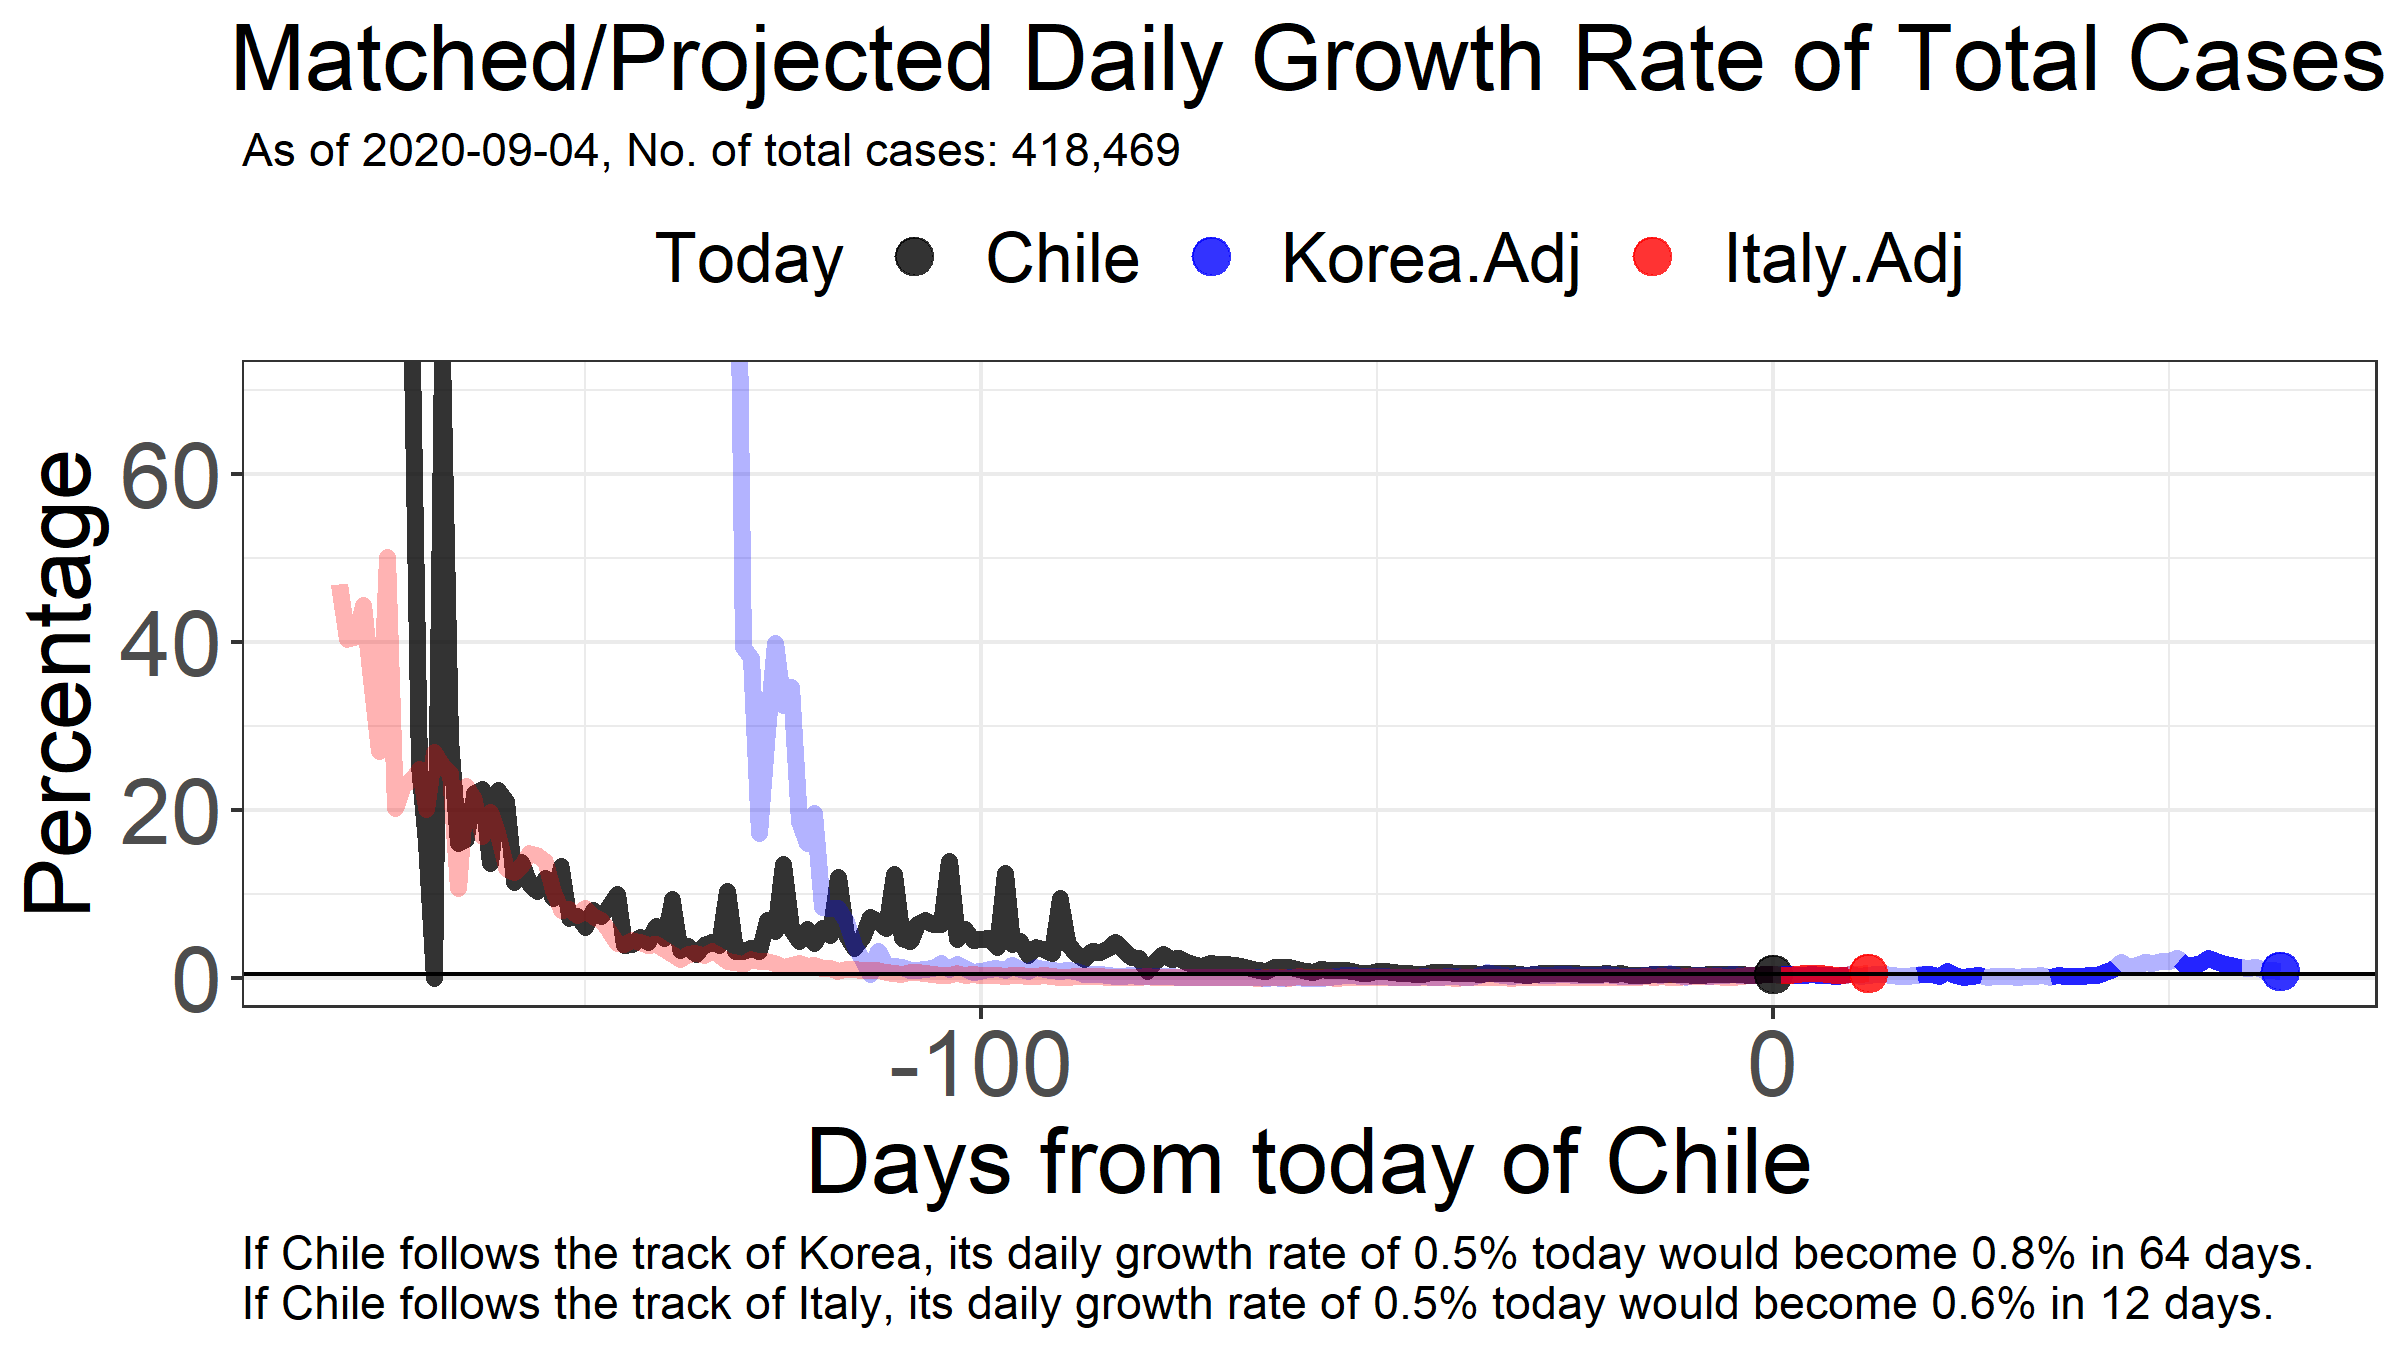 Matched/Projected Daily Growth Rate of Total Cases
As of 2020-09-04, No. of total cases: 418,469
Today Chile Korea.Adj Italy.Adj
Percentage
60
40
20
0
-100 0
Days from today of Chile
If Chile follows the track of Korea, its daily growth rate of 0.5% today would become 0.8% in 64 days.
If Chile follows the track of Italy, its daily growth rate of 0.5% today would become 0.6% in 12 days.